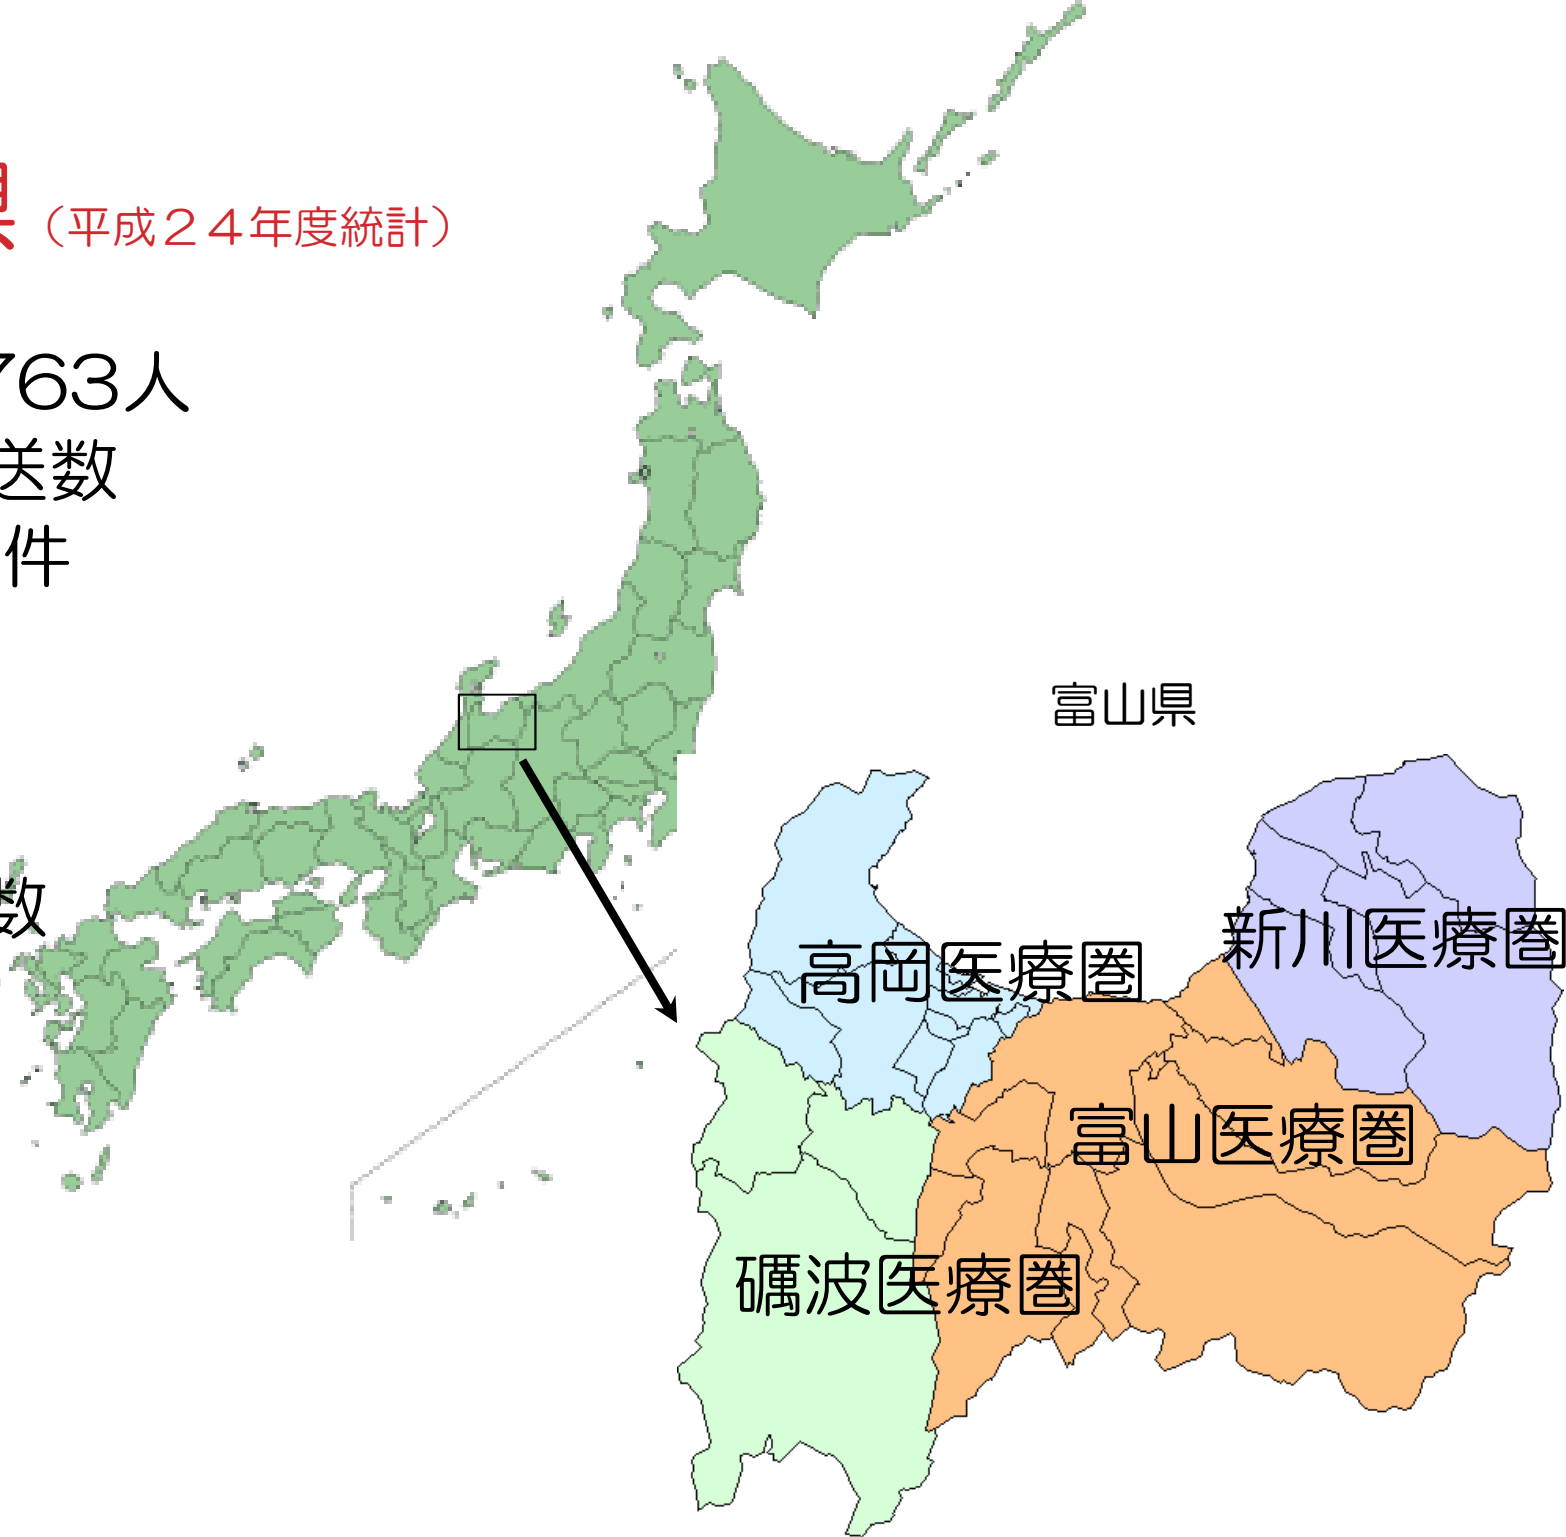 県（平成２４年度統計）
763人
送数
件
数
富山県
新川医療圏
高岡医療圏
富山医療圏
礪波医療圏